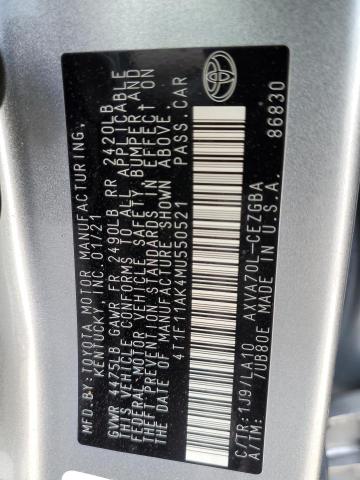 MFD. BY: TOYOTA MOTOR MANUFACTURING,
KENTUCKY, INC. 01/21
GVWR 4475LB GAWR FR 2490LB RR 2420LB
THIS VEHICLE CONFORMS TO ALL APPLICABLE
FEDERAL MOTOR VEHICLE SAFETY, BUMPER, AND
THEFT PREVENTION STANDARDS IN EFFECT ON
THE DATE OF MANUFACTURE SHOWN ABOVE.
4T1F11AK4MU550521 PASS. CAR
C/TR: 1J9/LA10 AXVA70L-CEZGBA
A/TM: 7UB80E 86830